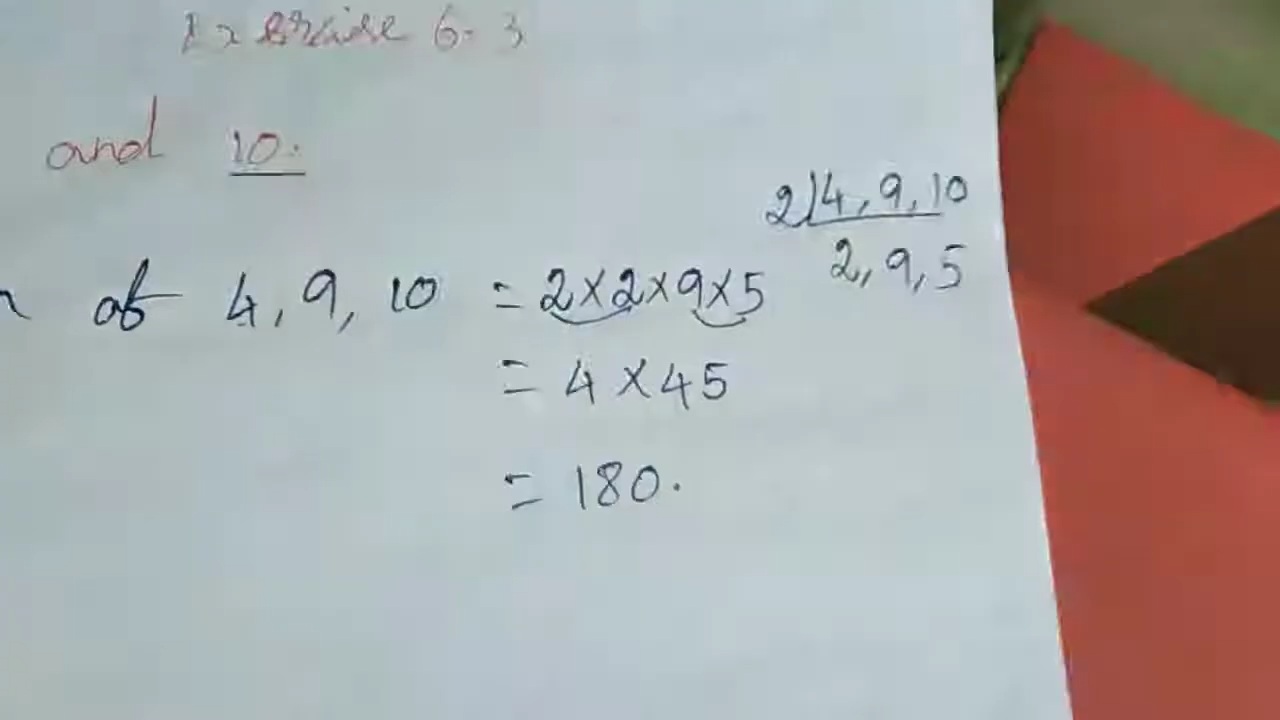 Exercise 6.3
and 10.
2)4, 9, 10
2, 9, 5
of 4, 9, 10 = 2×2×9×5
= 4×45
= 180.